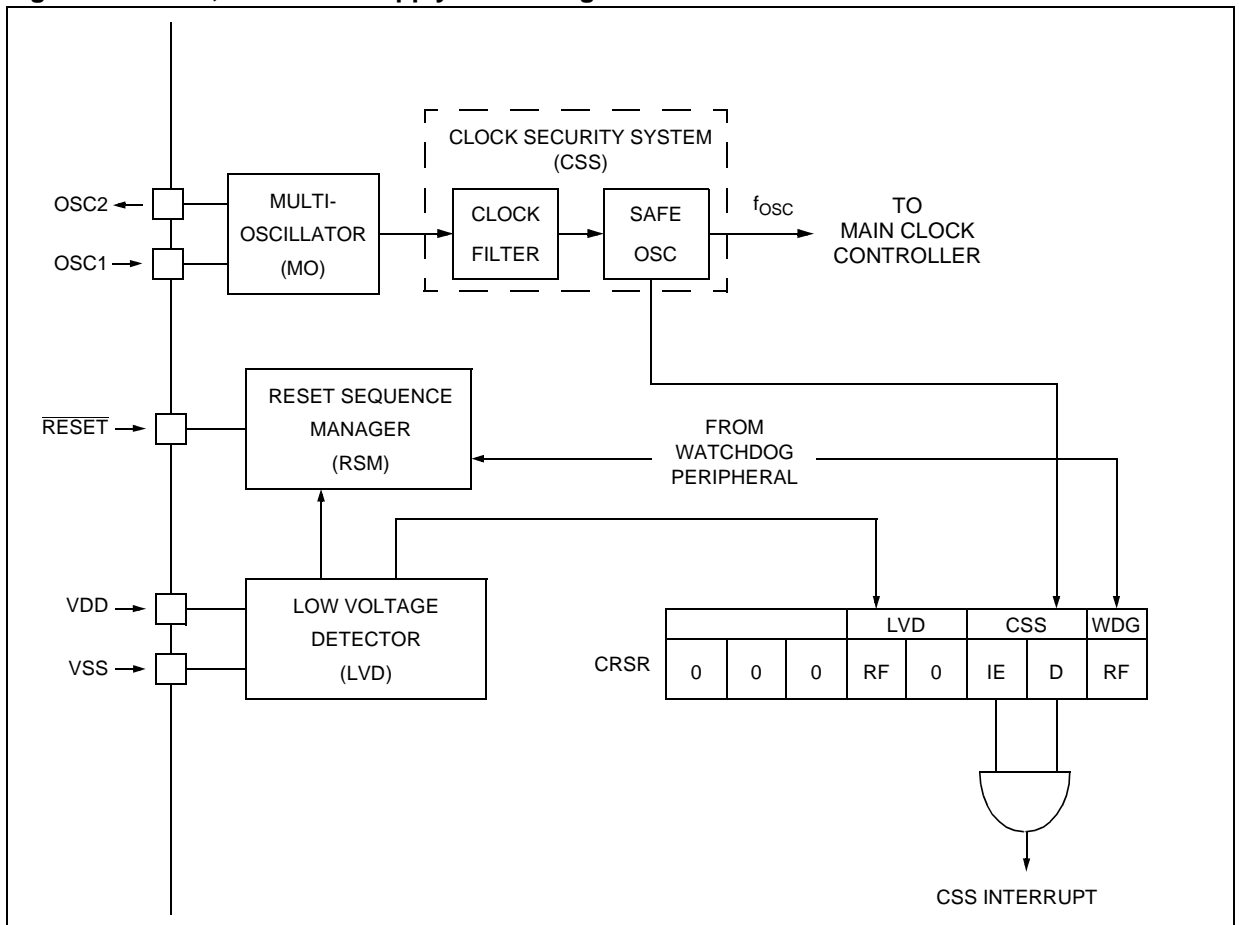 CLOCK SECURITY SYSTEM
(CSS)
OSC2
OSC1
MULTI-
OSCILLATOR
(MO)
CLOCK
FILTER
SAFE
OSC
fOSC
TO
MAIN CLOCK
CONTROLLER
RESET
RESET SEQUENCE
MANAGER
(RSM)
FROM
WATCHDOG
PERIPHERAL
VDD
VSS
LOW VOLTAGE
DETECTOR
(LVD)
LVD CSS WDG
CRSR 0 0 0 RF 0 IE D RF
CSS INTERRUPT